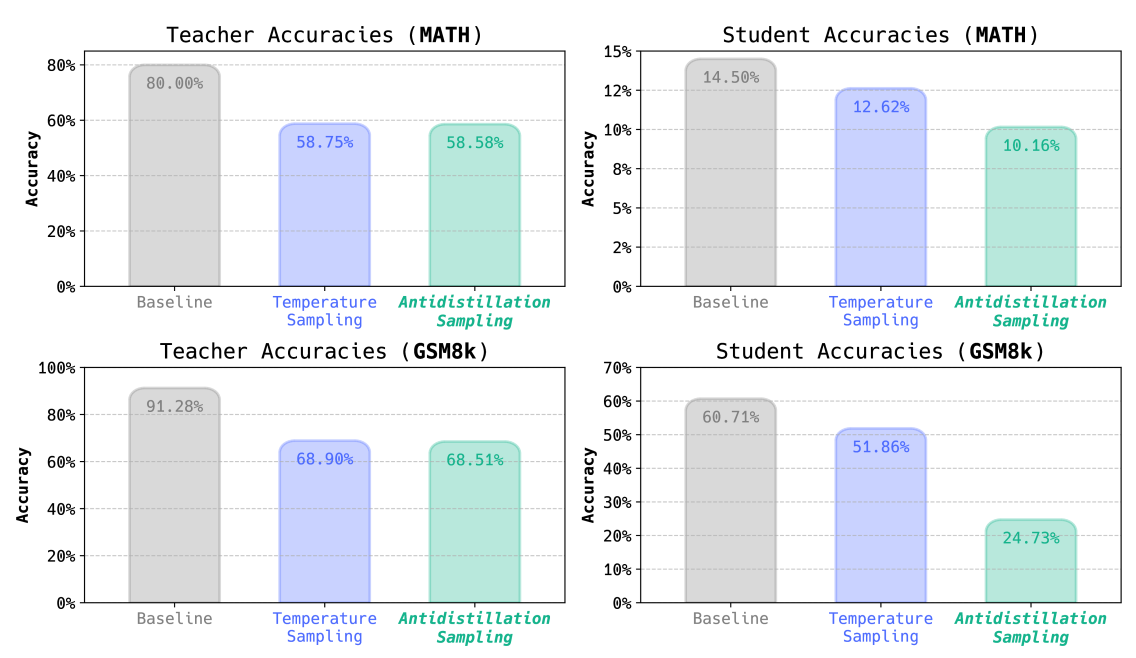 Teacher Accuracies (MATH)
Accuracy
80%
60%
40%
20%
0%
80.00%
58.75%
58.58%
Baseline
Temperature
Sampling
Antidistillation
Sampling
Student Accuracies (MATH)
Accuracy
15%
12%
10%
8%
5%
2%
0%
14.50%
12.62%
10.16%
Baseline
Temperature
Sampling
Antidistillation
Sampling
Teacher Accuracies (GSM8k)
Accuracy
100%
80%
60%
40%
20%
0%
91.28%
68.90%
68.51%
Baseline
Temperature
Sampling
Antidistillation
Sampling
Student Accuracies (GSM8k)
Accuracy
70%
60%
50%
40%
30%
20%
10%
0%
60.71%
51.86%
24.73%
Baseline
Temperature
Sampling
Antidistillation
Sampling